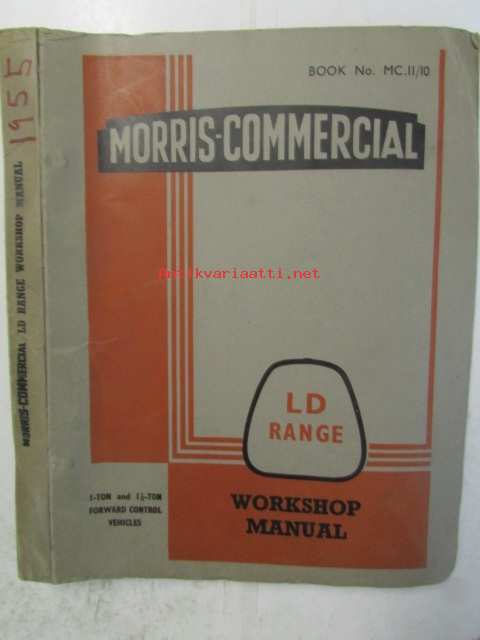 BOOK No. MC.11/10
MORRIS-COMMERCIAL
Antikvariaatti.net
LD
RANGE
1-TON and 1½-TON
FORWARD CONTROL
VEHICLES
WORKSHOP
MANUAL
MORRIS-COMMERCIAL LD RANGE WORKSHOP MANUAL
1955